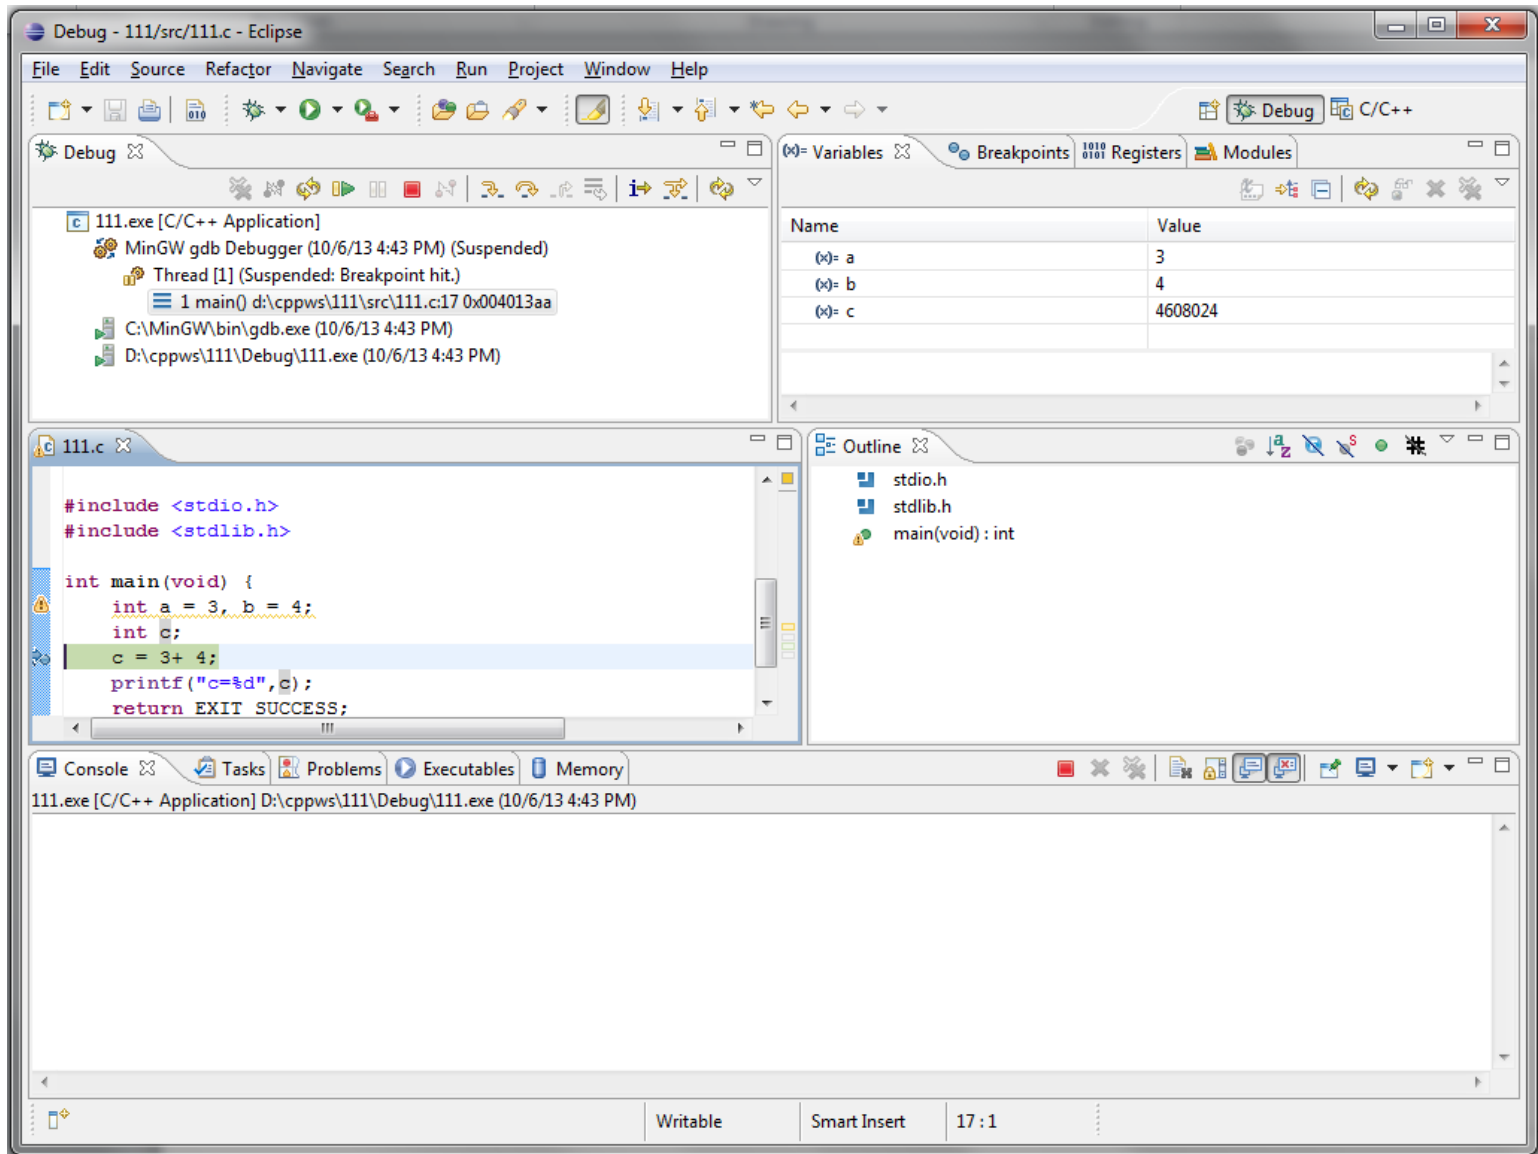 Debug - 111/src/111.c - Eclipse
File Edit Source Refactor Navigate Search Run Project Window Help
Debug C/C++
Debug
111.exe [C/C++ Application]
MinGW gdb Debugger (10/6/13 4:43 PM) (Suspended)
Thread [1] (Suspended: Breakpoint hit.)
1 main() d:\cppws\111\src\111.c:17 0x004013aa
C:\MinGW\bin\gdb.exe (10/6/13 4:43 PM)
D:\cppws\111\Debug\111.exe (10/6/13 4:43 PM)
(x)= Variables Breakpoints 1010 0101 Registers Modules
Name Value
(x)= a 3
(x)= b 4
(x)= c 4608024
111.c
#include <stdio.h>
#include <stdlib.h>
int main(void) {
int a = 3, b = 4;
int c;
c = 3+ 4;
printf("c=%d",c);
return EXIT SUCCESS;
Outline
stdio.h
stdlib.h
main(void) : int
Console Tasks Problems Executables Memory
111.exe [C/C++ Application] D:\cppws\111\Debug\111.exe (10/6/13 4:43 PM)
Writable Smart Insert 17 : 1